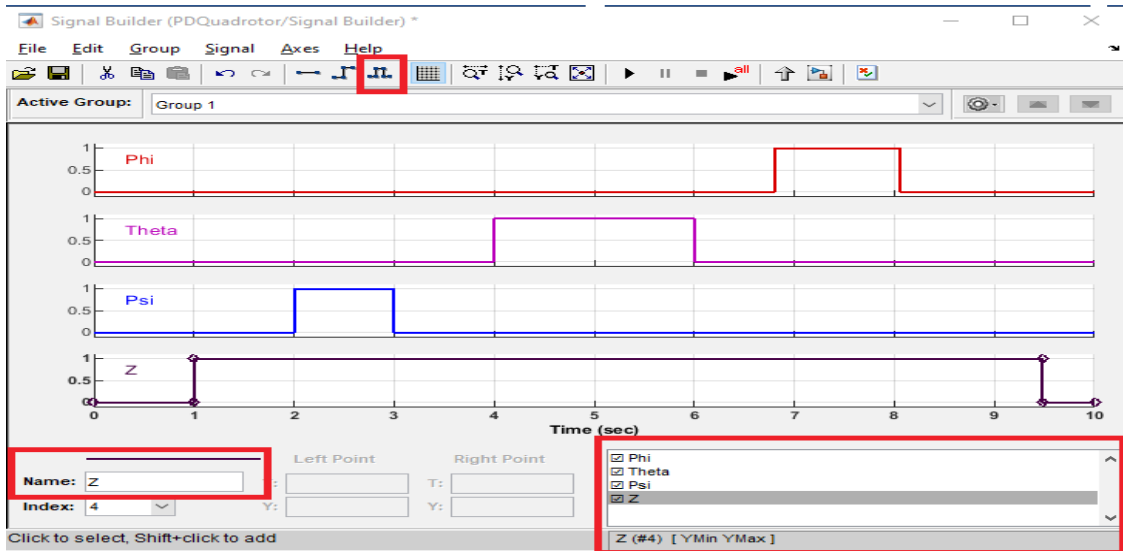 Signal Builder (PDQuadrotor/Signal Builder) *
File Edit Group Signal Axes Help
all
Active Group: Group 1
1
Phi
0.5
0
1
Theta
0.5
0
1
Psi
0.5
0
1
Z
0.5
0
0 1 2 3 4 5 6 7 8 9 10
Time (sec)
Left Point Right Point
Name: Z T: T:
Index: 4 Y: Y:
Phi
Theta
Psi
Z
Click to select, Shift+click to add
Z (#4) [ YMin YMax ]